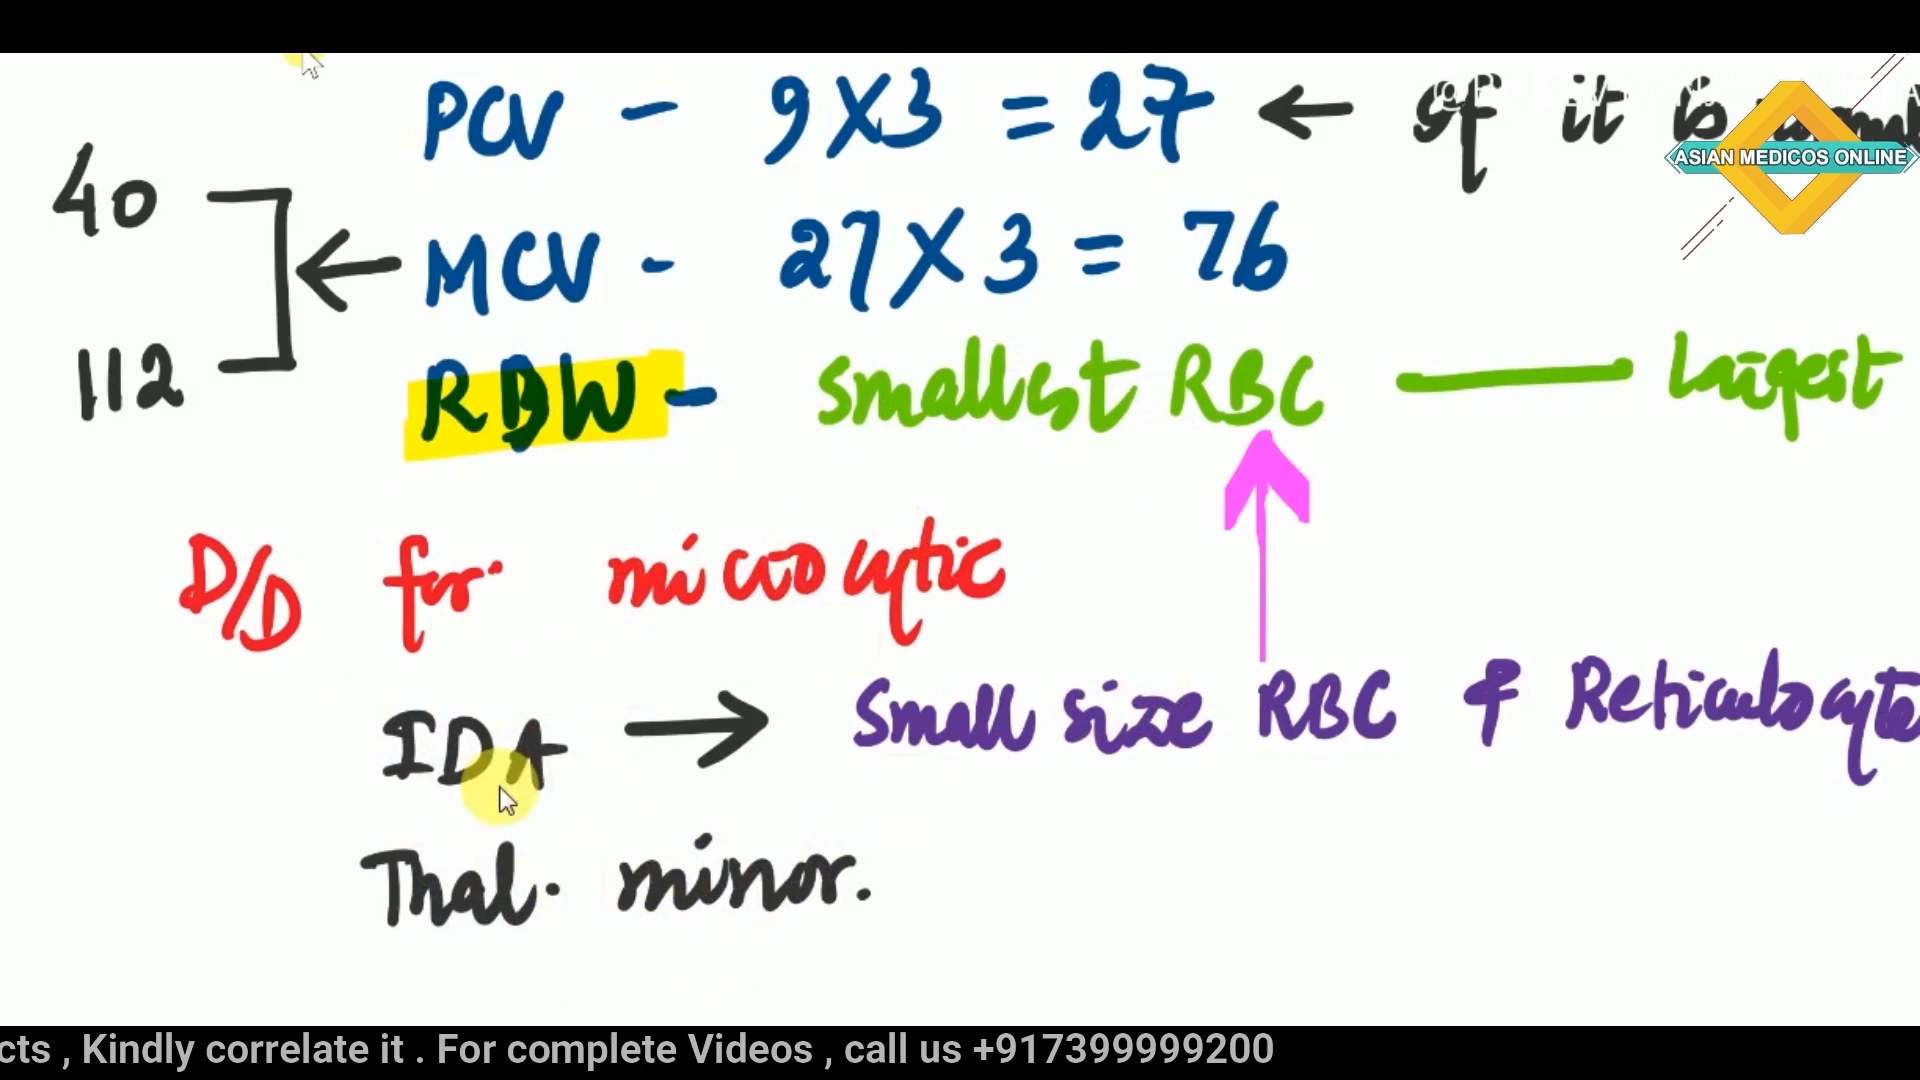 PCV - 9X3 = 27 ← If it is
ASIAN MEDICOS ONLINE
40
MCV - 27X3 = 76
112
RDW - Smallest RBC — Largest
D/D for microcytic
IDA → Small size RBC & Reticulocyte
Thal. minor.
cts , Kindly correlate it . For complete Videos , call us +917399999200